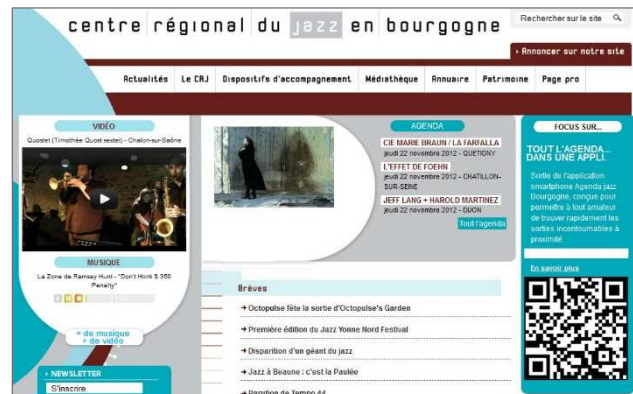 centre régional du jazz en bourgogne
Rechercher sur le site
› Annoncer sur notre site
Actualités Le CRJ Dispositifs d'accompagnement Médiathèque Annuaire Patrimoine Page pro
VIDÉO
Quostet (Timothée Quost sextet) - Chalon-sur-Saône
MUSIQUE
La Zone de Ramsay Hunt - "Don't Honk $ 350
Penalty"
+ de musique
+ de vidéo
› NEWSLETTER
S'inscrire
AGENDA
CIE MARIE BRAUN / LA FARFALLA
jeudi 22 novembre 2012 - QUETIGNY
L'EFFET DE FOEHN
jeudi 22 novembre 2012 - CHATILLON-
SUR-SEINE
JEFF LANG + HAROLD MARTINEZ
jeudi 22 novembre 2012 - DIJON
Tout l'agenda
Brèves
➔ Octopulse fête la sortie d'Octopulse's Garden
➔ Première édition du Jazz Yonne Nord Festival
➔ Disparition d'un géant du jazz
➔ Jazz à Beaune : c'est la Paulée
➔ Parution de Tempo 44
FOCUS SUR...
TOUT L'AGENDA...
DANS UNE APPLI.
Sortie de l'application
smartphone Agenda jazz
Bourgogne, conçue pour
permettre à tout amateur
de trouver rapidement les
sorties incontournables à
proximité.
En savoir plus